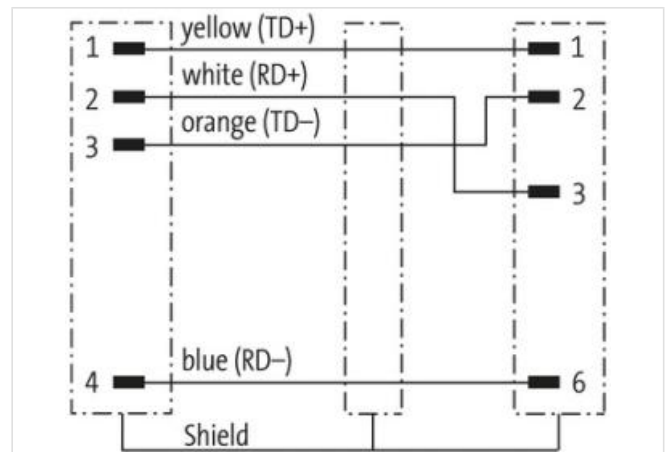 1 yellow (TD+) 1
2 white (RD+) 2
3 orange (TD–)
3
4 blue (RD–) 6
Shield